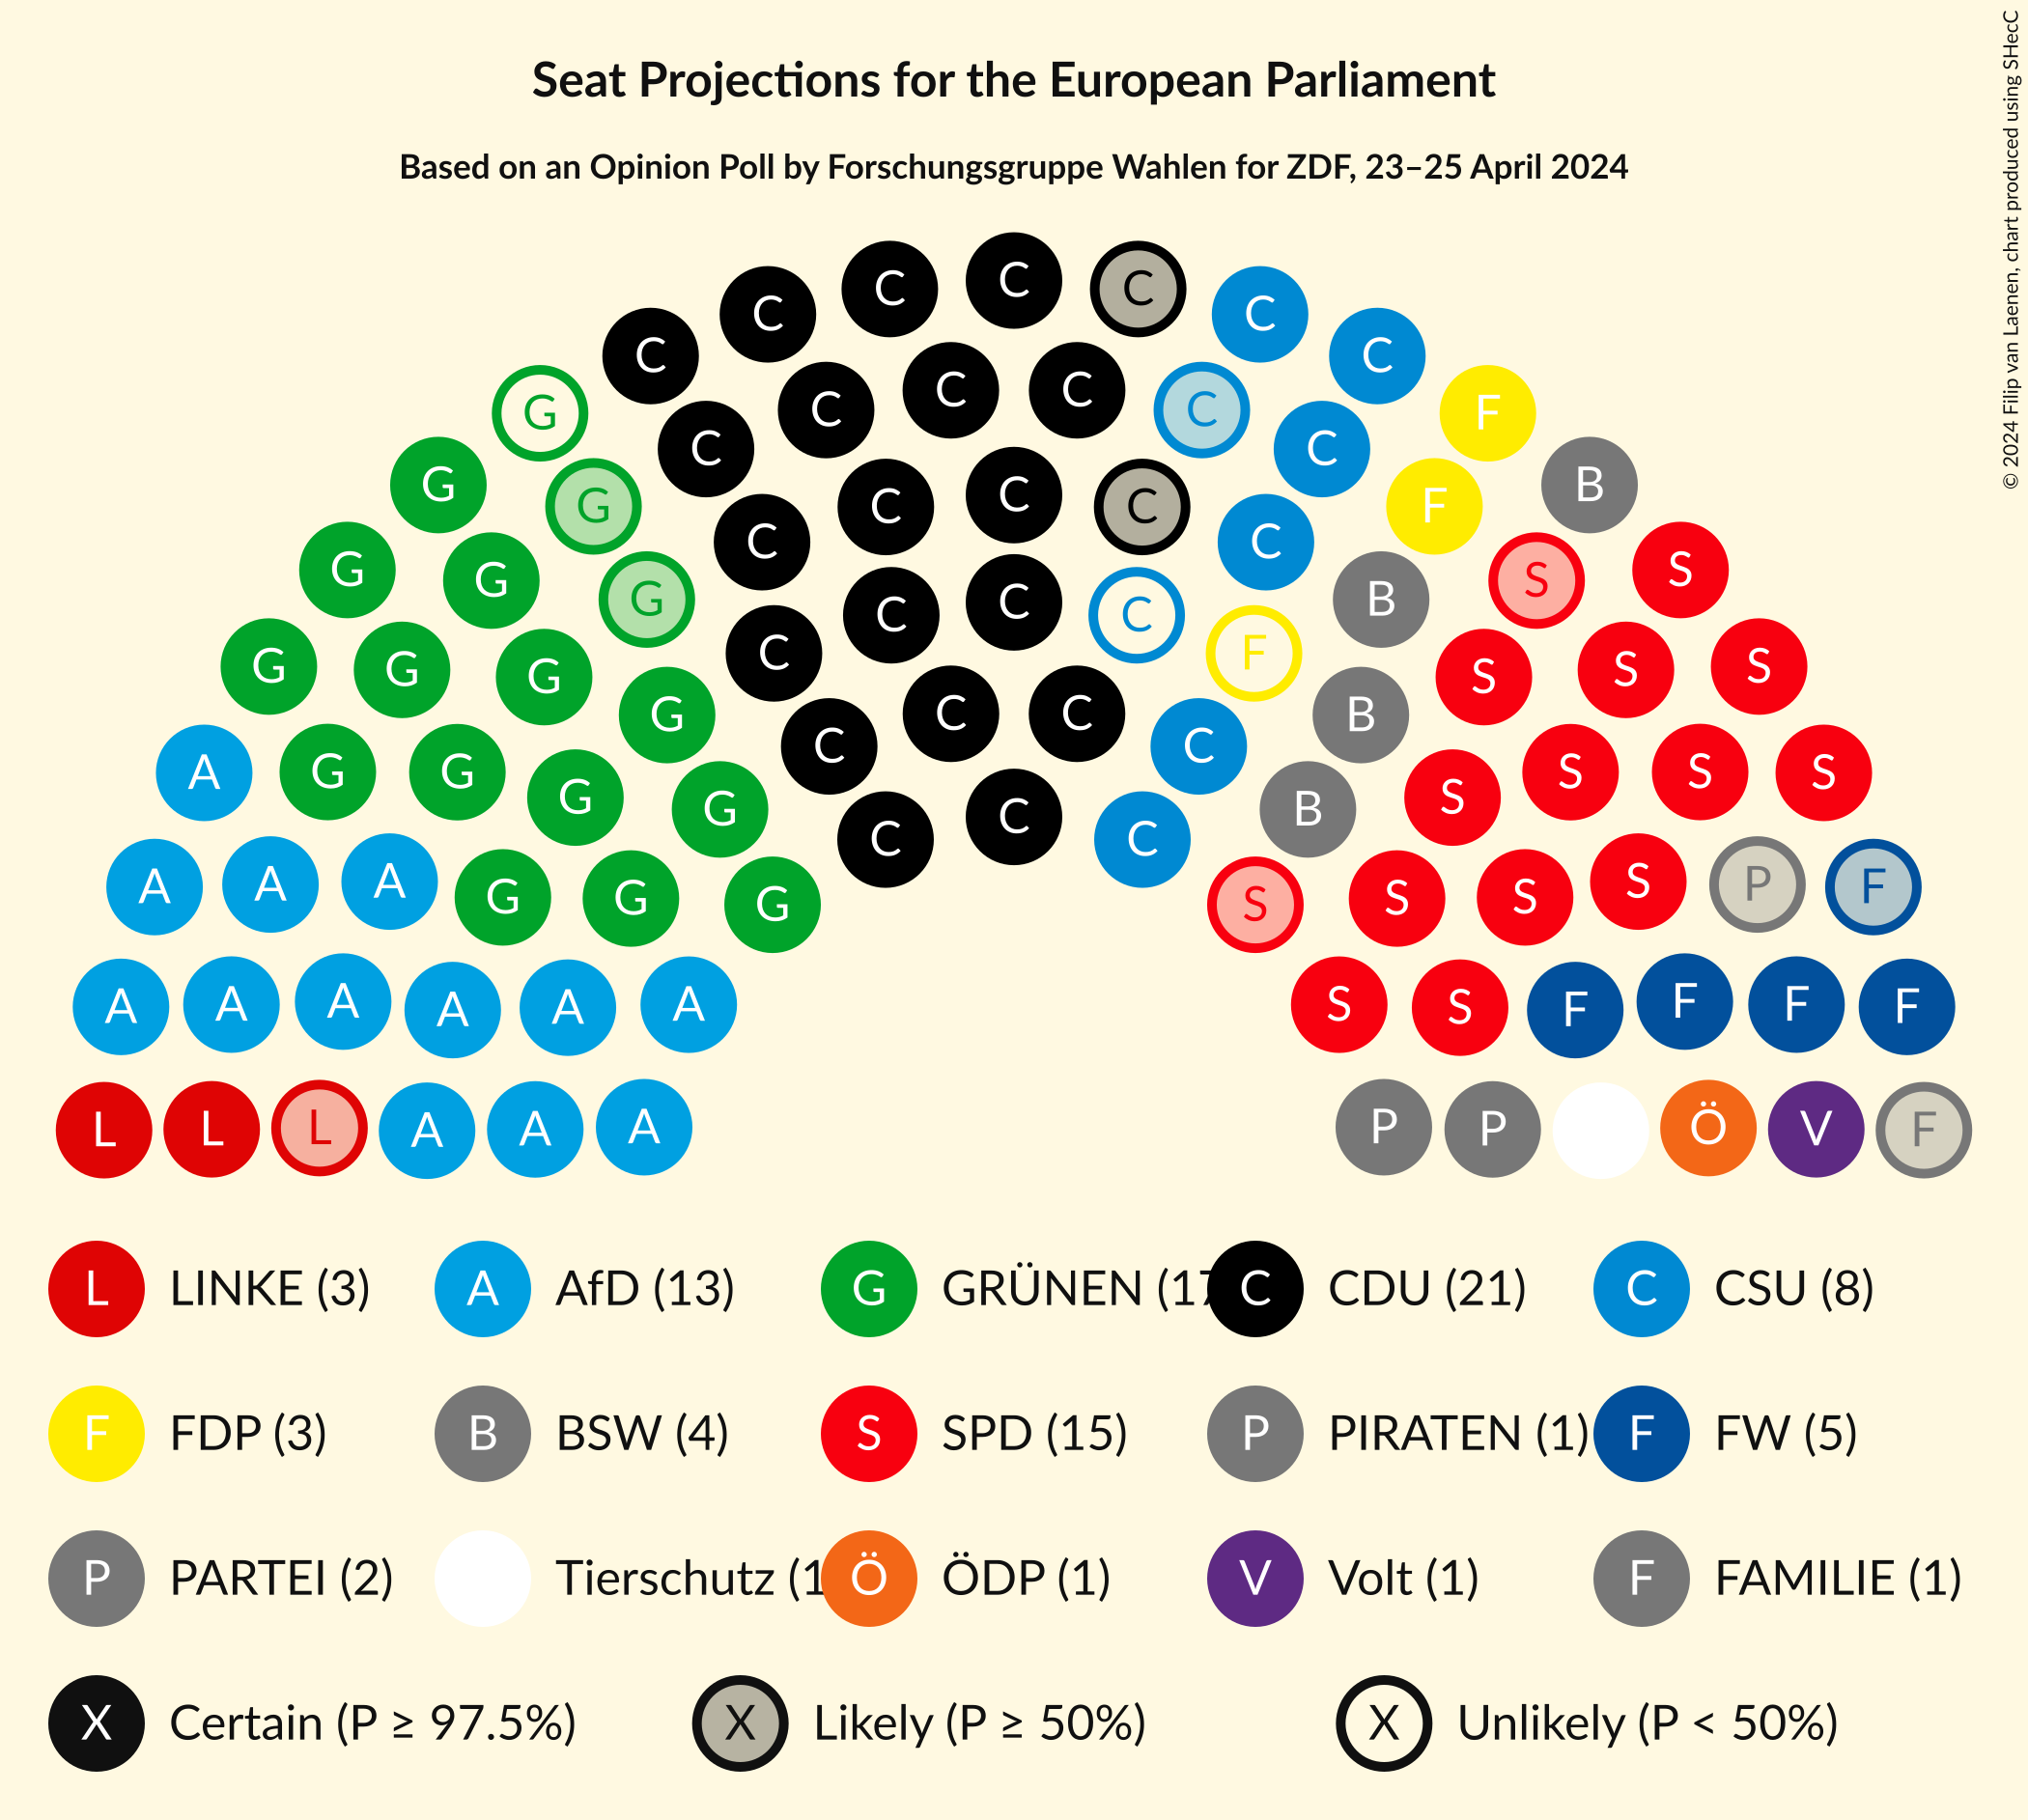 Seat Projections for the European Parliament
Based on an Opinion Poll by Forschungsgruppe Wahlen for ZDF, 23–25 April 2024
© 2024 Filip van Laenen, chart produced using SHecC
C C C
C C
C C
C C
G C C F
C C
G C B
G C C F
C C
G S
G S
G C B
C C
C F
G G S S
G S
G C C B
C C
A G G S S S
G S
G B
C
C C
A A A G G G S S S S P F
A A A A A A S S F F F F
L L L A A A P P Ö V F
L LINKE (3) A AfD (13) G GRÜNEN (17 C CDU (21) C CSU (8)
F FDP (3) B BSW (4) S SPD (15) P PIRATEN (1) F FW (5)
P PARTEI (2) Tierschutz (1 Ö ÖDP (1) V Volt (1) F FAMILIE (1)
X Certain (P ≥ 97.5%) X Likely (P ≥ 50%) X Unlikely (P < 50%)